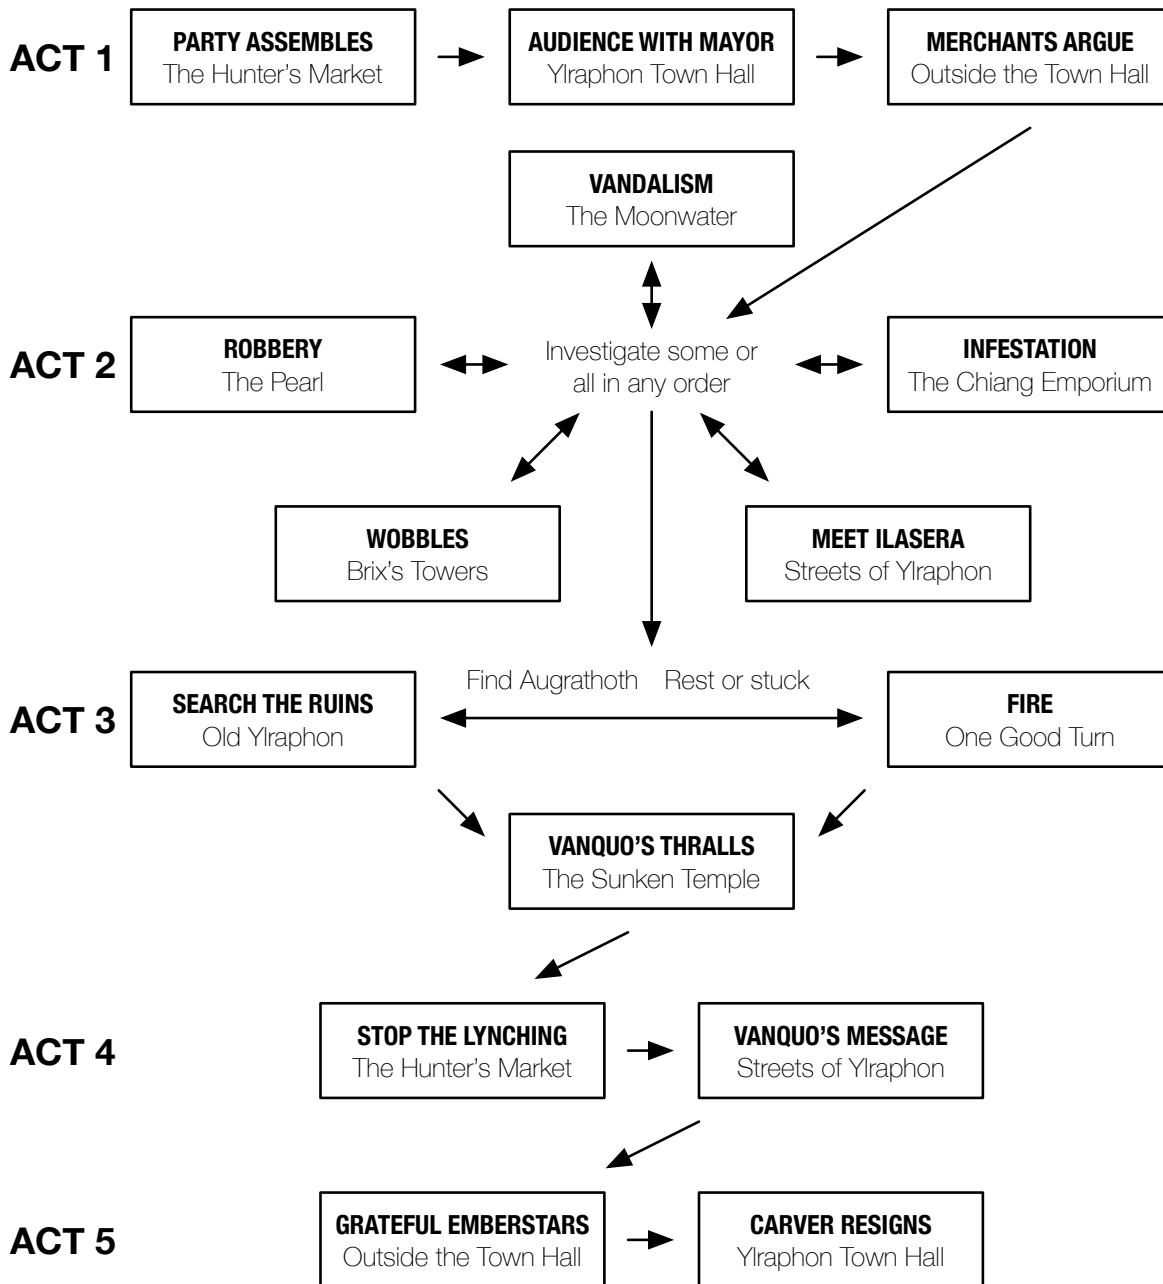 ACT 1
PARTY ASSEMBLES
The Hunter's Market
AUDIENCE WITH MAYOR
Ylraphon Town Hall
MERCHANTS ARGUE
Outside the Town Hall
VANDALISM
The Moonwater
ACT 2
ROBBERY
The Pearl
Investigate some or
all in any order
INFESTATION
The Chiang Emporium
WOBBLES
Brix's Towers
MEET ILASERA
Streets of Ylraphon
ACT 3
SEARCH THE RUINS
Old Ylraphon
Find Augrathoth
Rest or stuck
FIRE
One Good Turn
VANQUO'S THRALLS
The Sunken Temple
ACT 4
STOP THE LYNCHING
The Hunter's Market
VANQUO'S MESSAGE
Streets of Ylraphon
ACT 5
GRATEFUL EMBERSTARS
Outside the Town Hall
CARVER RESIGNS
Ylraphon Town Hall